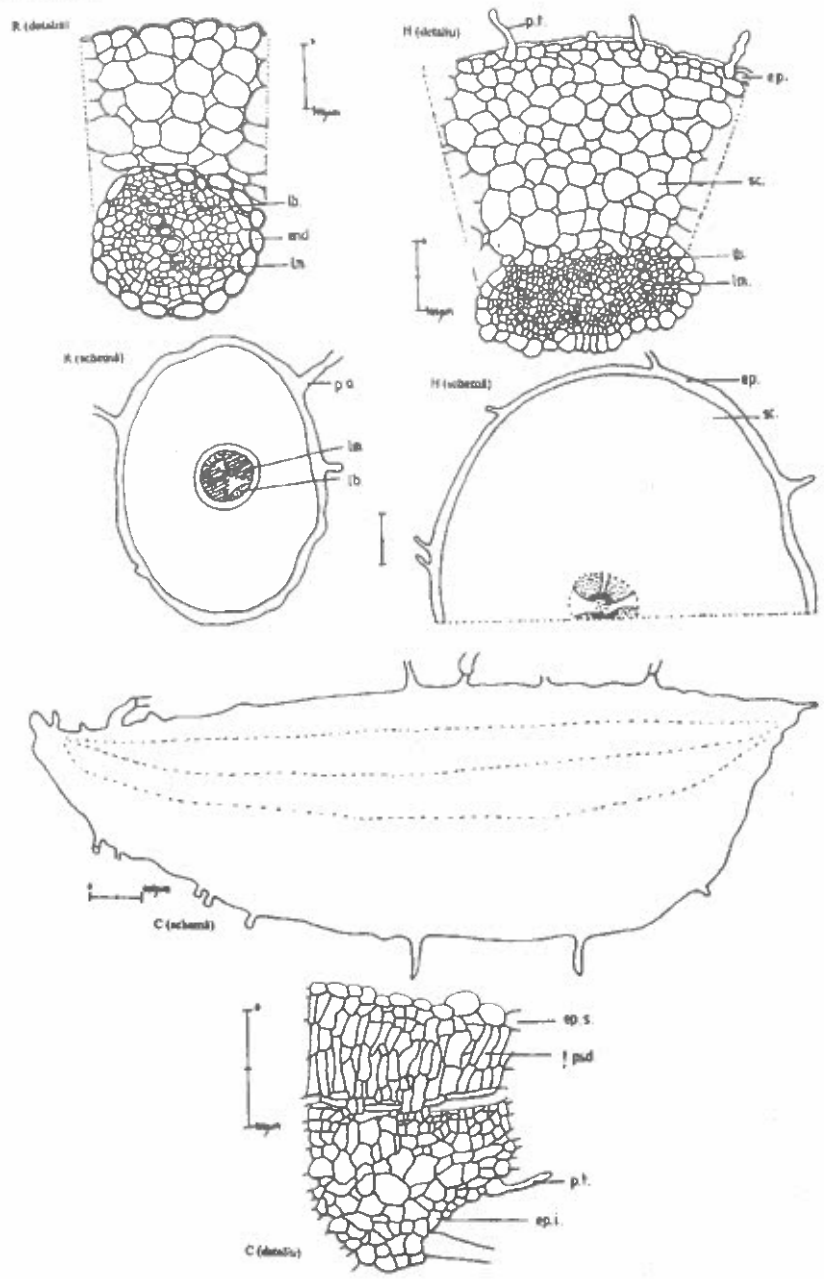 R (detaliu)
H (detaliu)
p.t.
ep.
lb.
end
lm.
sc.
lb.
lm.
R (schemă)
p.a.
lm.
lb.
H (schemă)
ep.
sc.
C (schemă)
ep.s.
ț. psd.
p.t.
ep.i.
C (detaliu)